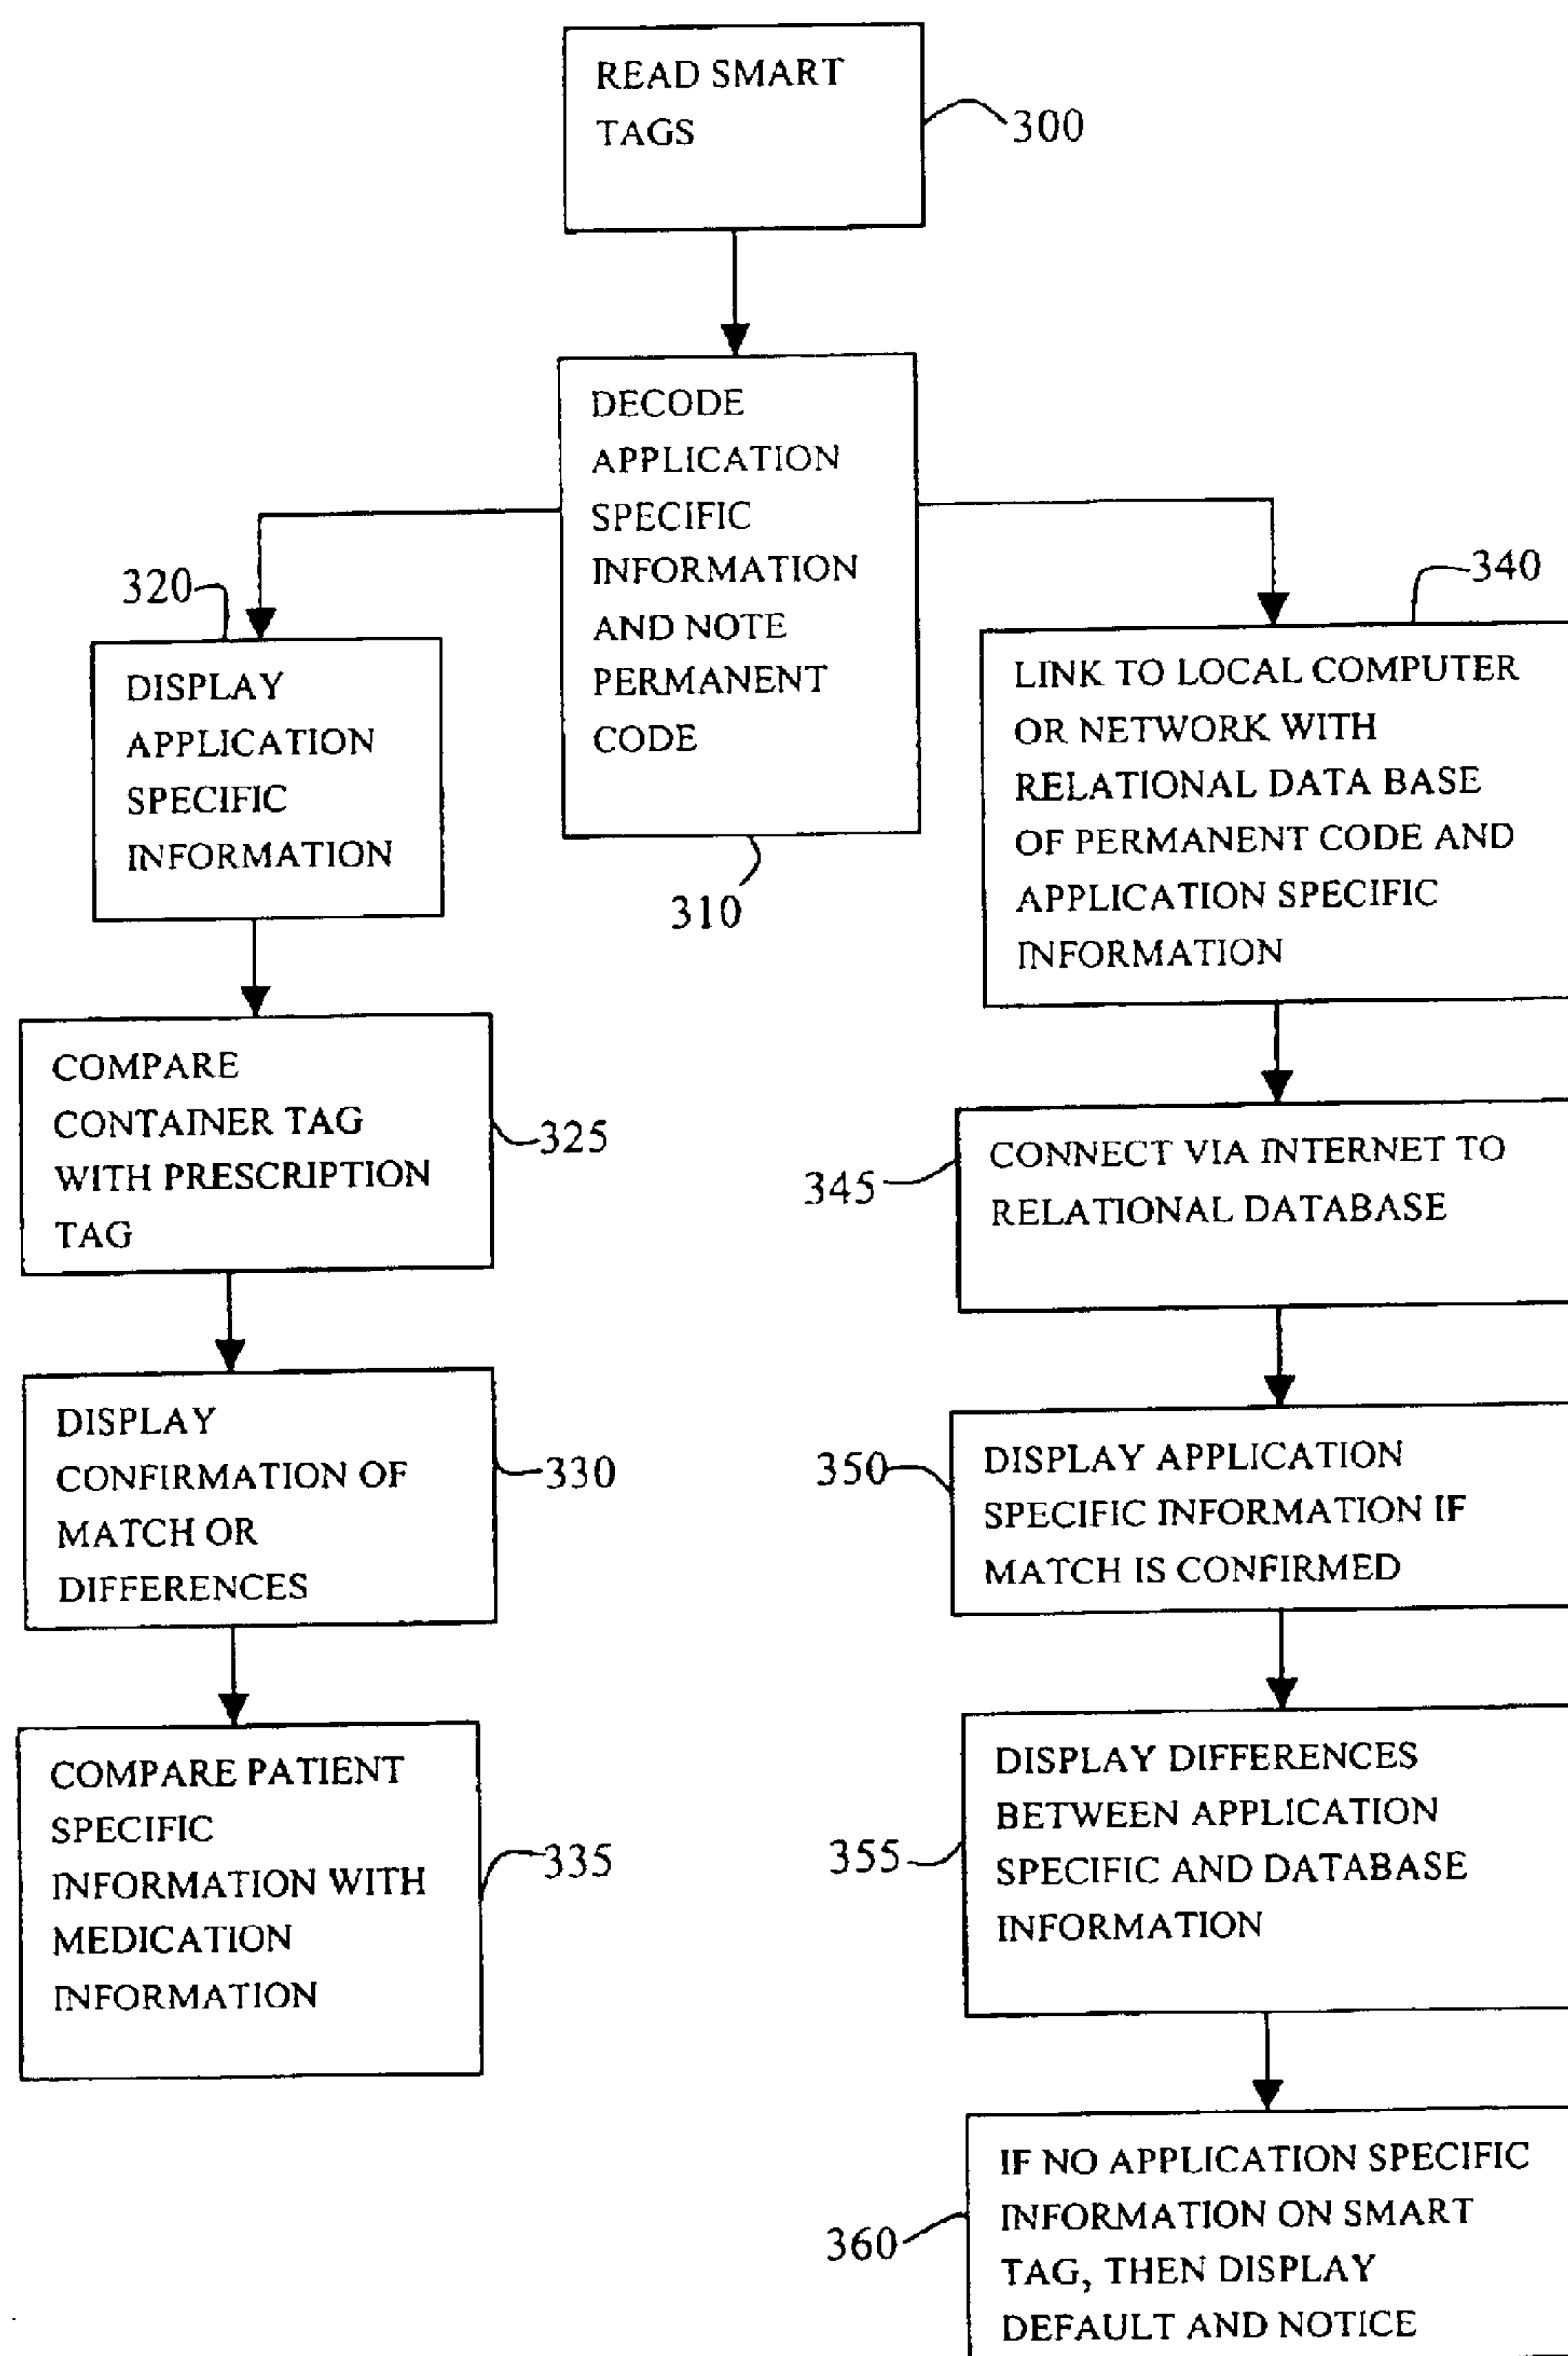 READ SMART
TAGS
300
DECODE
APPLICATION
SPECIFIC
INFORMATION
AND NOTE
PERMANENT
CODE
310
320
DISPLAY
APPLICATION
SPECIFIC
INFORMATION
COMPARE
CONTAINER TAG
WITH PRESCRIPTION
TAG
325
DISPLAY
CONFIRMATION OF
MATCH OR
DIFFERENCES
330
COMPARE PATIENT
SPECIFIC
INFORMATION WITH
MEDICATION
INFORMATION
335
340
LINK TO LOCAL COMPUTER
OR NETWORK WITH
RELATIONAL DATA BASE
OF PERMANENT CODE AND
APPLICATION SPECIFIC
INFORMATION
345
CONNECT VIA INTERNET TO
RELATIONAL DATABASE
350
DISPLAY APPLICATION
SPECIFIC INFORMATION IF
MATCH IS CONFIRMED
355
DISPLAY DIFFERENCES
BETWEEN APPLICATION
SPECIFIC AND DATABASE
INFORMATION
360
IF NO APPLICATION SPECIFIC
INFORMATION ON SMART
TAG, THEN DISPLAY
DEFAULT AND NOTICE